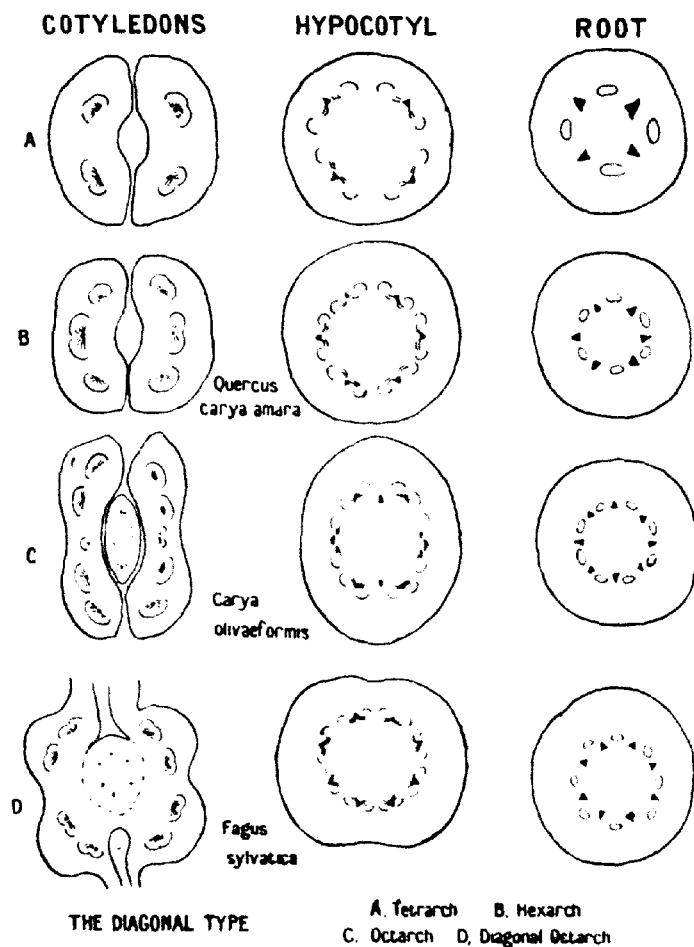 COTYLEDONS HYPOCOTYL ROOT
A
B
Quercus
carya amara
C
Carya
olivaeformis
D
Fagus
sylvatica
THE DIAGONAL TYPE
A. Tetrarch B. Hexarch
C. Octarch D, Diagonal Octarch